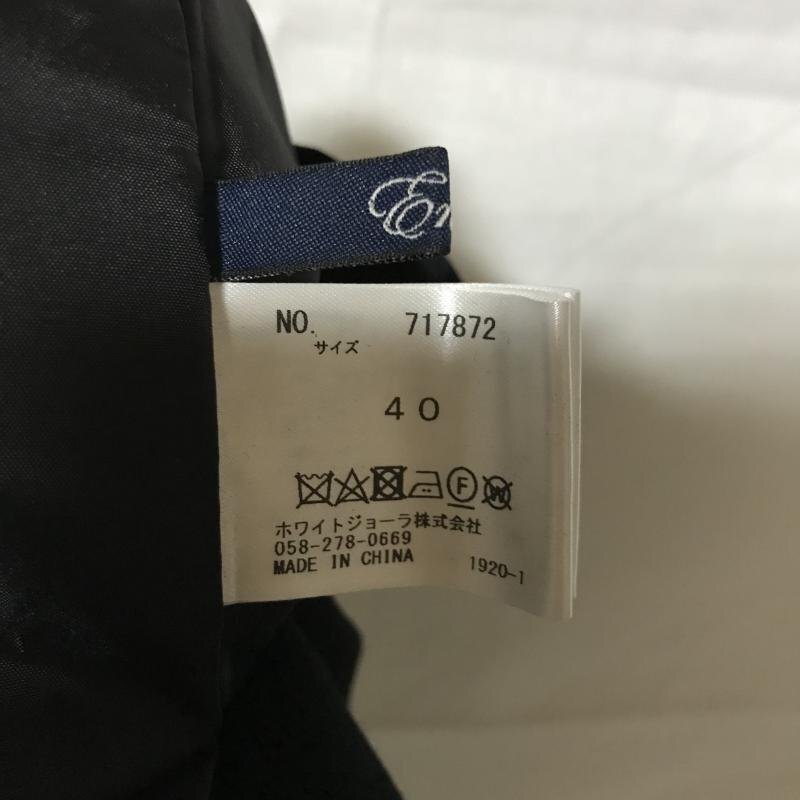 En
NO. 717872
サイズ
40
F W
ホワイトジョーラ株式会社
058-278-0669
MADE IN CHINA 1920-1